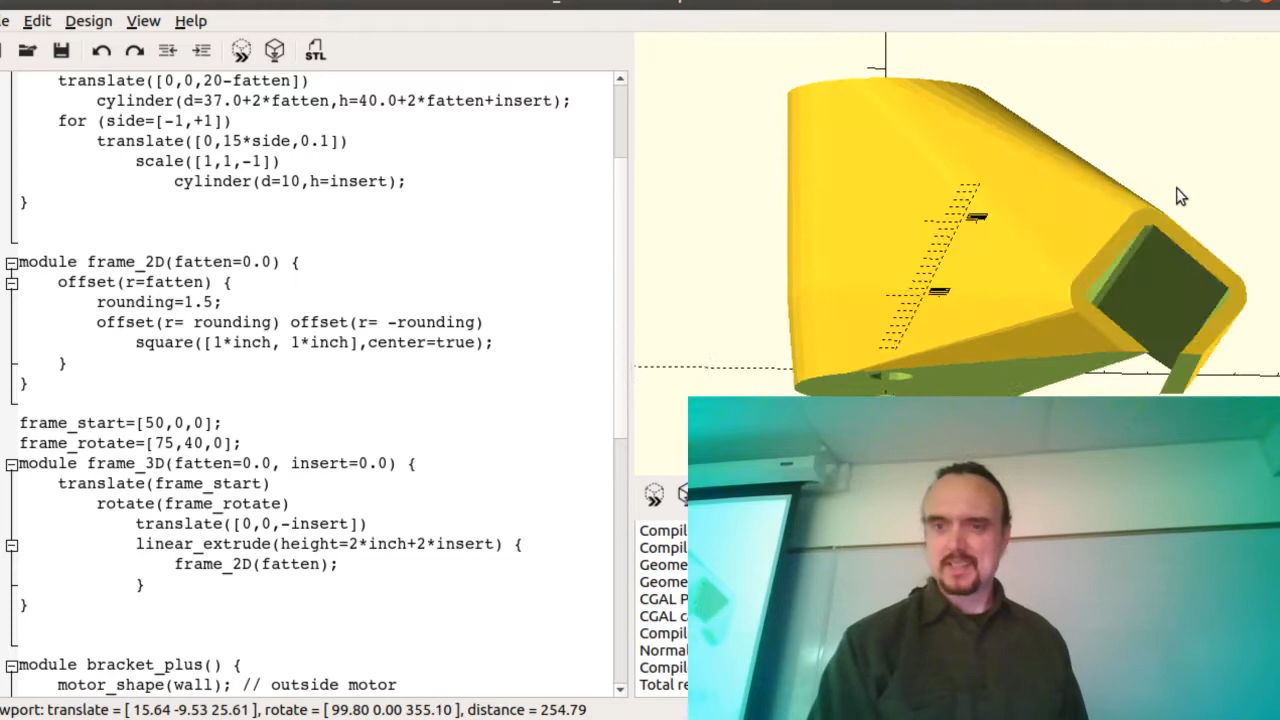 Edit Design View Help
STL
translate([0,0,20-fatten])
cylinder(d=37.0+2*fatten,h=40.0+2*fatten+insert);
for (side=[-1,+1])
translate([0,15*side,0.1])
scale([1,1,-1])
cylinder(d=10,h=insert);
}
module frame_2D(fatten=0.0) {
offset(r=fatten) {
rounding=1.5;
offset(r= rounding) offset(r= -rounding)
square([1*inch, 1*inch],center=true);
}
}
frame_start=[50,0,0];
frame_rotate=[75,40,0];
module frame_3D(fatten=0.0, insert=0.0) {
translate(frame_start)
rotate(frame_rotate)
translate([0,0,-insert])
linear_extrude(height=2*inch+2*insert) {
frame_2D(fatten);
}
}
module bracket_plus() {
motor_shape(wall); // outside motor
Compil
Compil
Geome
Geome
CGAL P
CGAL c
Compil
Normal
Compil
Total re
wport: translate = [ 15.64 -9.53 25.61 ], rotate = [ 99.80 0.00 355.10 ], distance = 254.79